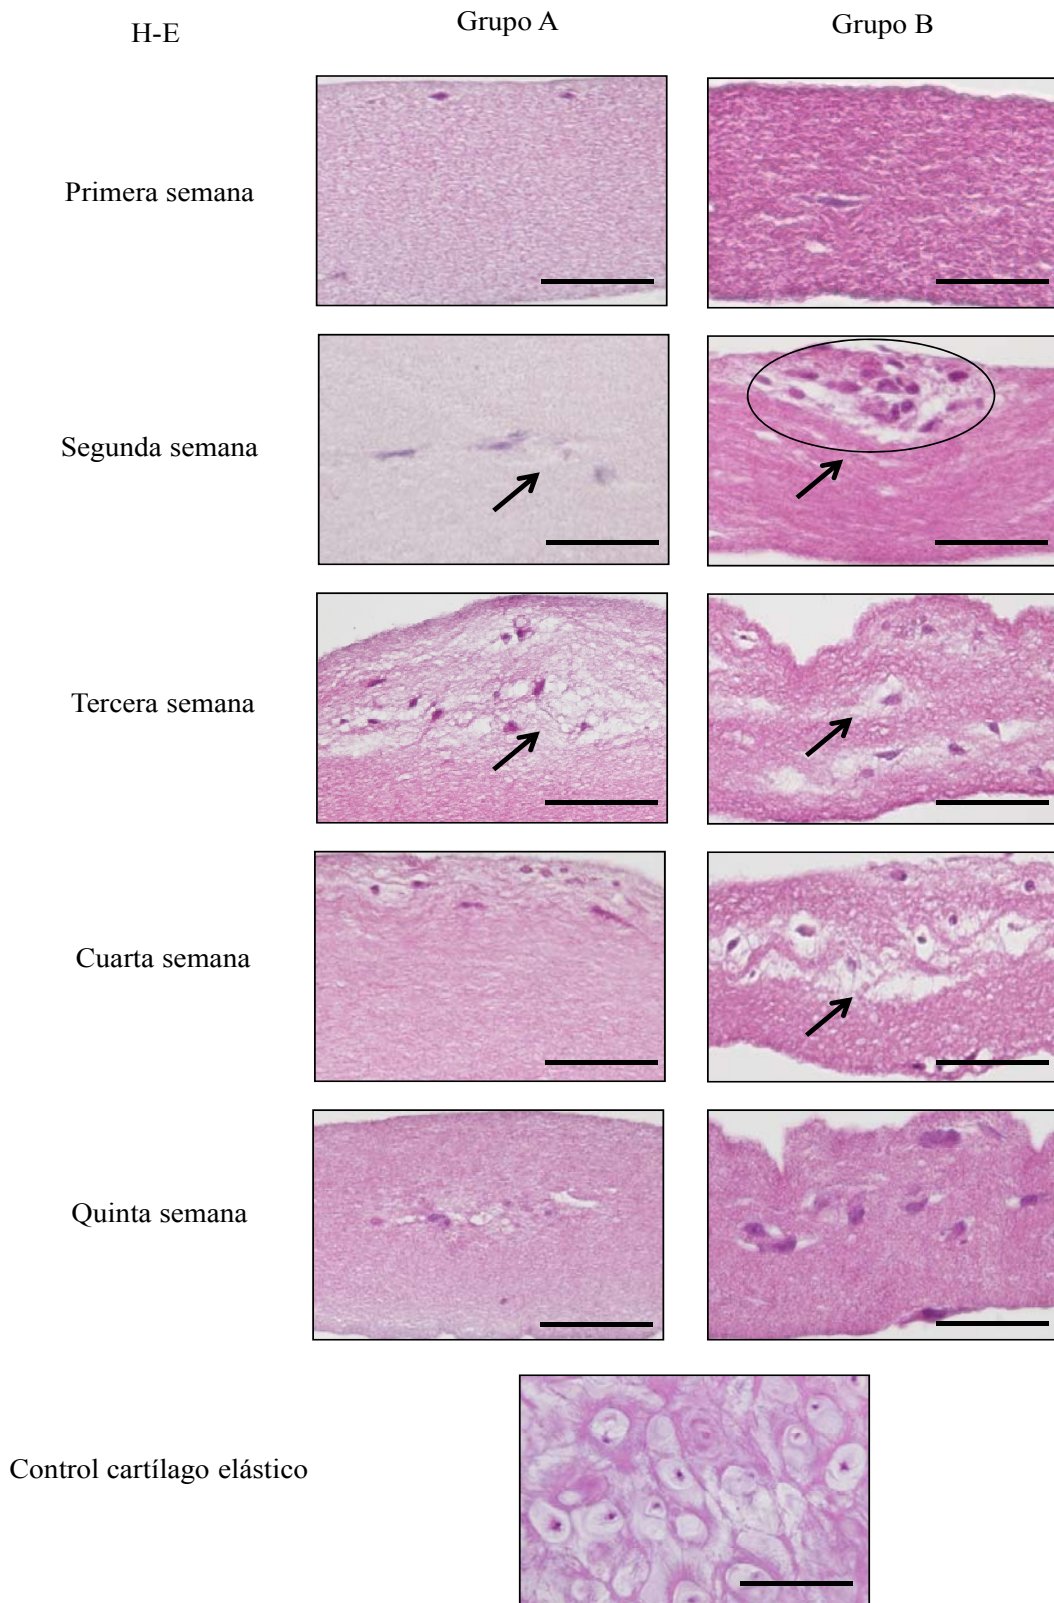 H-E
Grupo A
Grupo B
Primera semana
Segunda semana
Tercera semana
Cuarta semana
Quinta semana
Control cartílago elástico